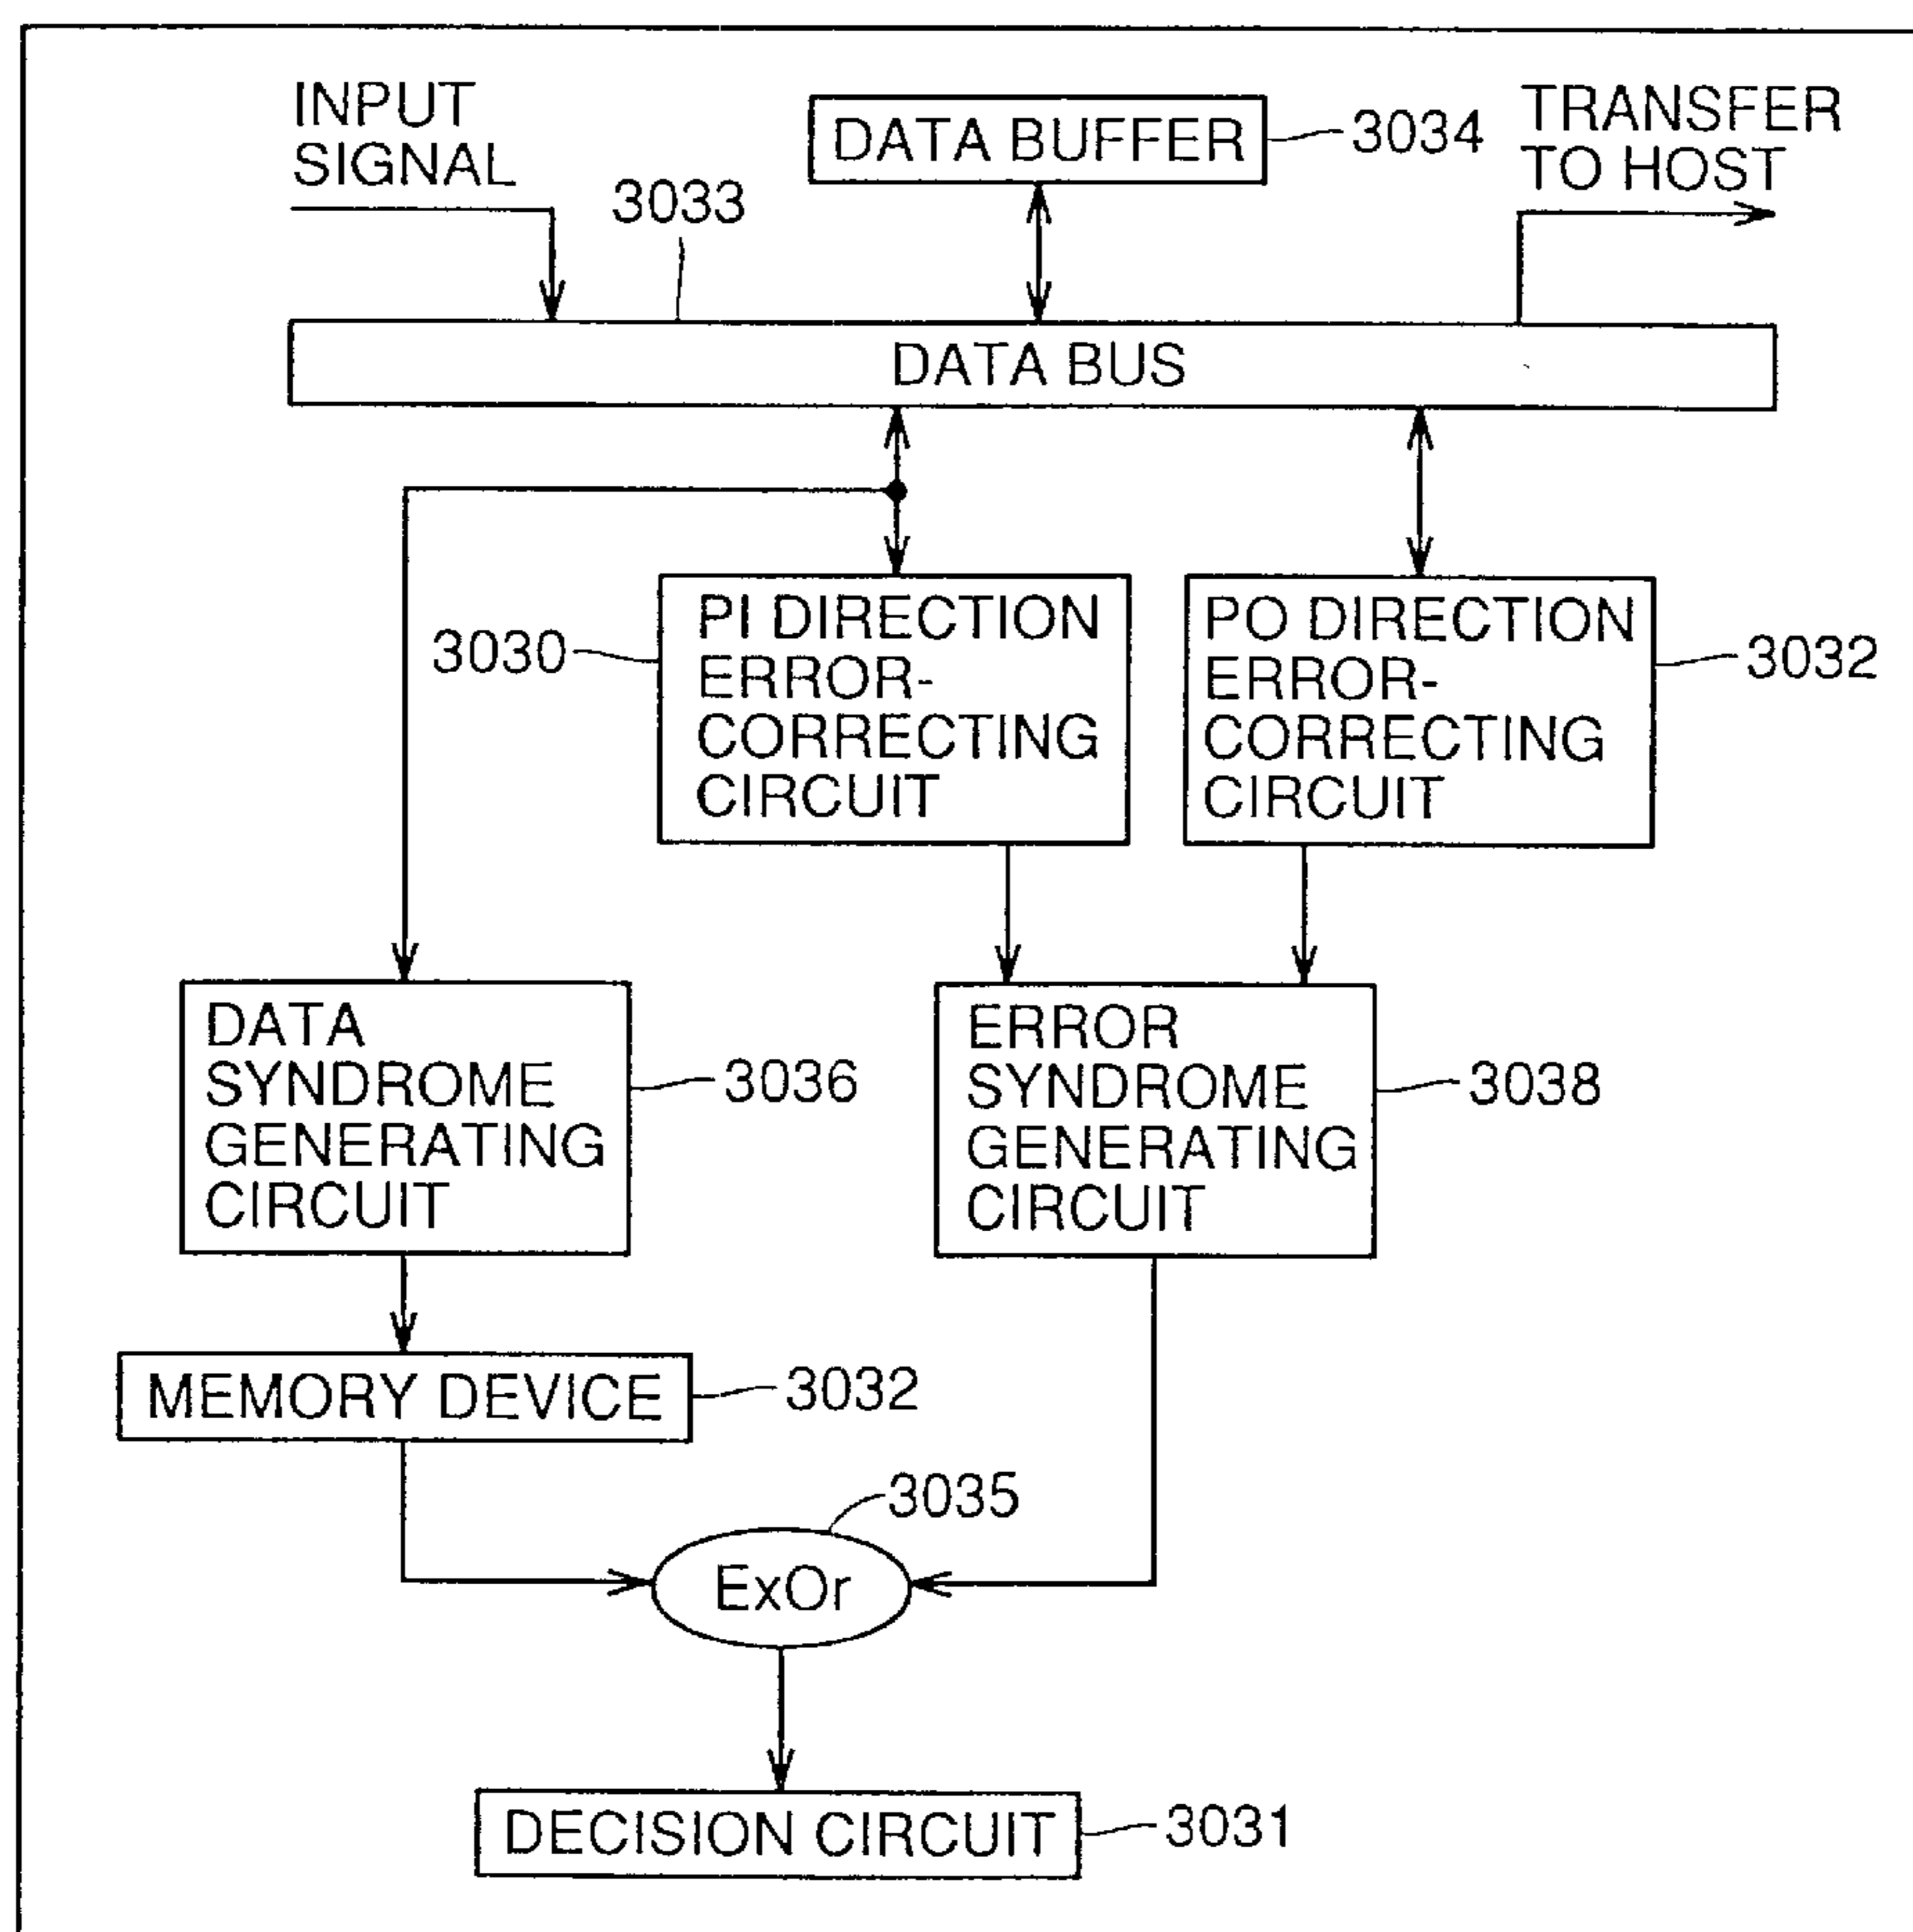 INPUT
SIGNAL
DATA BUFFER
3034
TRANSFER
TO HOST
3033
DATA BUS
3030
PI DIRECTION
ERROR-
CORRECTING
CIRCUIT
PO DIRECTION
ERROR-
CORRECTING
CIRCUIT
3032
DATA
SYNDROME
GENERATING
CIRCUIT
3036
ERROR
SYNDROME
GENERATING
CIRCUIT
3038
MEMORY DEVICE
3032
3035
ExOr
DECISION CIRCUIT
3031